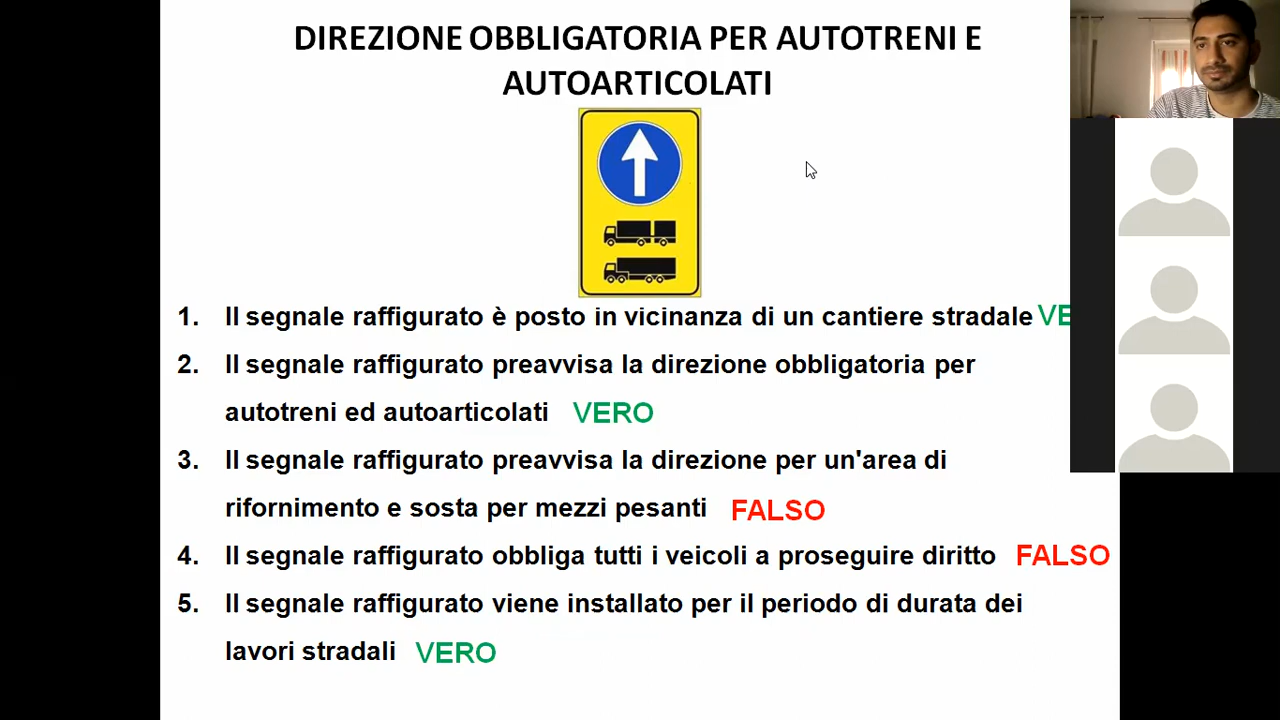 DIREZIONE OBBLIGATORIA PER AUTOTRENI E
AUTOARTICOLATI
1. Il segnale raffigurato è posto in vicinanza di un cantiere stradale VE
2. Il segnale raffigurato preavvisa la direzione obbligatoria per
autotreni ed autoarticolati VERO
3. Il segnale raffigurato preavvisa la direzione per un'area di
rifornimento e sosta per mezzi pesanti FALSO
4. Il segnale raffigurato obbliga tutti i veicoli a proseguire diritto FALSO
5. Il segnale raffigurato viene installato per il periodo di durata dei
lavori stradali VERO